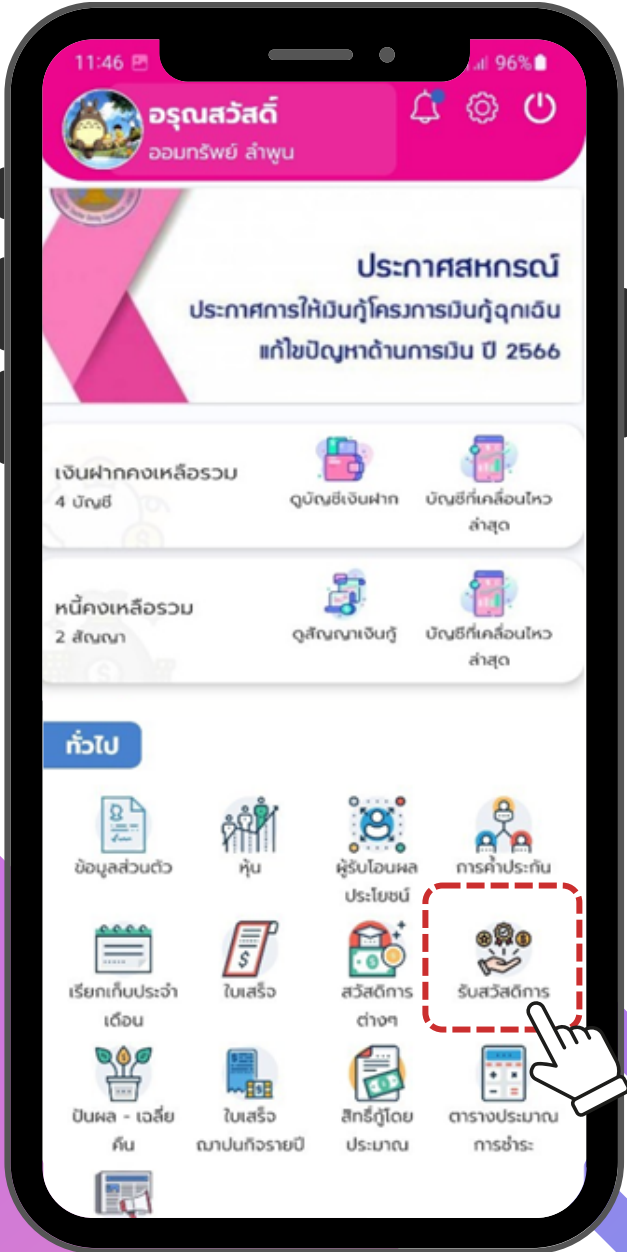 11:46
96%
อรุณสวัสดิ์
ออมทรัพย์ ลำพูน
ประกาศสหกรณ์
ประกาศการให้เงินกู้โครงการเงินกู้ฉุกเฉิน
แก้ไขปัญหาด้านการเงิน ปี 2566
เงินฝากคงเหลือรวม
4 บัญชี
ดูบัญชีเงินฝาก
บัญชีที่เคลื่อนไหว
ล่าสุด
หนี้คงเหลือรวม
2 สัญญา
ดูสัญญาเงินกู้
บัญชีที่เคลื่อนไหว
ล่าสุด
ทั่วไป
ข้อมูลส่วนตัว
หุ้น
ผู้รับโอนผล
ประโยชน์
การค้ำประกัน
เรียกเก็บประจำ
เดือน
ใบเสร็จ
สวัสดิการ
ต่างๆ
รับสวัสดิการ
ปันผล - เฉลี่ย
คืน
ใบเสร็จ
ฌาปนกิจรายปี
สิทธิ์กู้โดย
ประมาณ
ตารางประมาณ
การชำระ